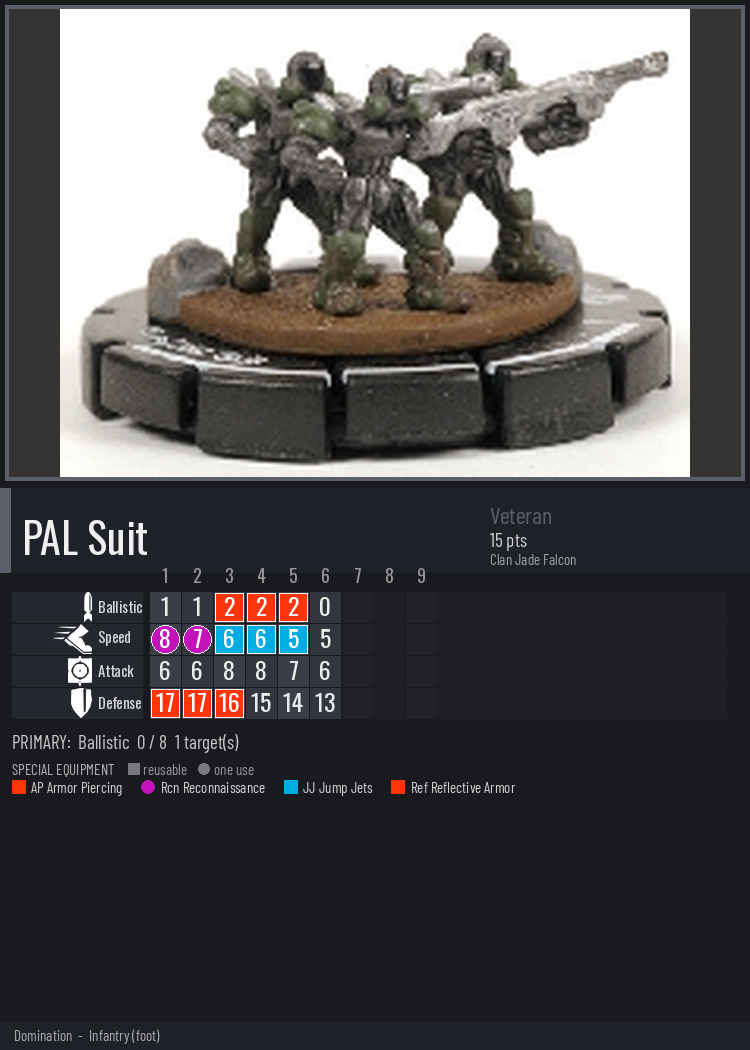 PAL Suit
Veteran
15 pts
Clan Jade Falcon
1 2 3 4 5 6 7 8 9
Ballistic 1 1 2 2 2 0
Speed 8 7 6 6 5 5
Attack 6 6 8 8 7 6
Defense 17 17 16 15 14 13
PRIMARY: Ballistic 0 / 8 1 target(s)
SPECIAL EQUIPMENT reusable one use
AP Armor Piercing Rcn Reconnaissance JJ Jump Jets Ref Reflective Armor
Domination - Infantry (foot)